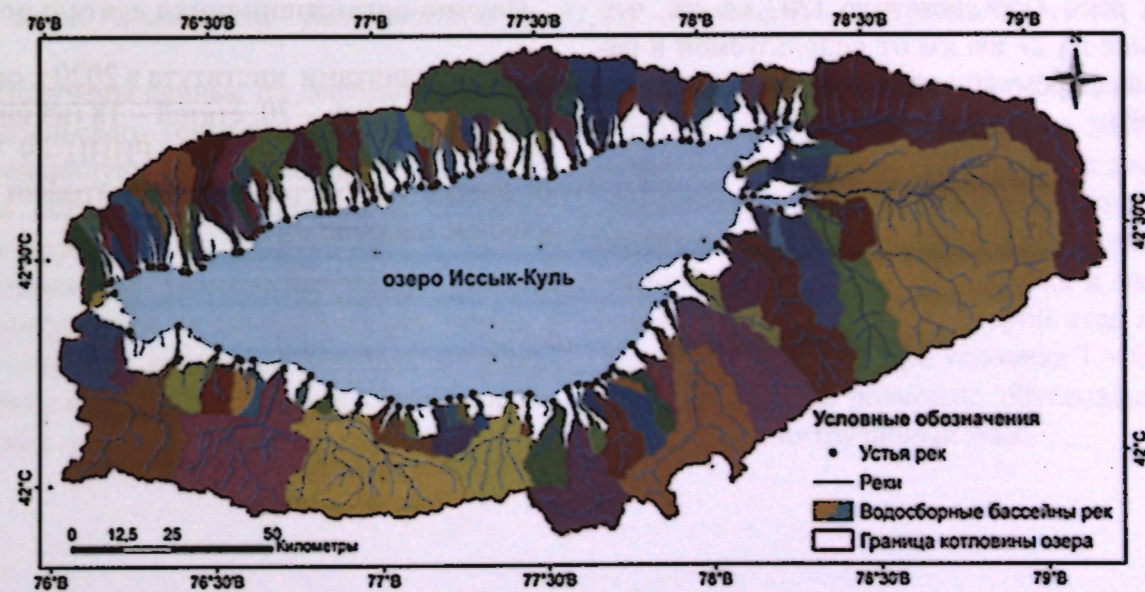 76°В 76°30'В 77°В 77°30'В 78°В 78°30'В 79°В
42°30'С
42°30'С
озеро Иссык-Куль
42°С
42°С
Условные обозначения
Устья рек
Реки
Водосборные бассейны рек
Граница котловины озера
0 12,5 25 50 Километры
76°В 76°30'В 77°В 77°30'В 78°В 78°30'В 79°В